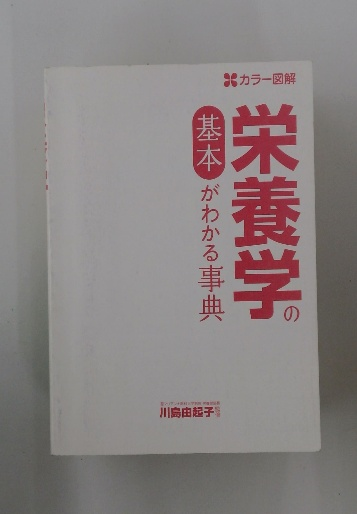 カラー図解
栄養学の
基本がわかる事典
川島由起子